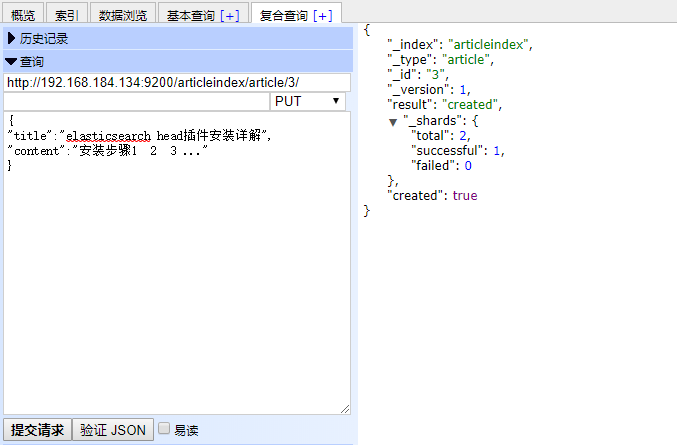 概览 索引 数据浏览 基本查询 [+] 复合查询 [+]
历史记录
查询
http://192.168.184.134:9200/articleindex/article/3/
PUT
{
"title":"elasticsearch head插件安装详解",
"content":"安装步骤1 2 3 ..."
}
提交请求 验证 JSON 易读
{
"_index": "articleindex",
"_type": "article",
"_id": "3",
"_version": 1,
"result": "created",
"_shards": {
"total": 2,
"successful": 1,
"failed": 0
},
"created": true
}